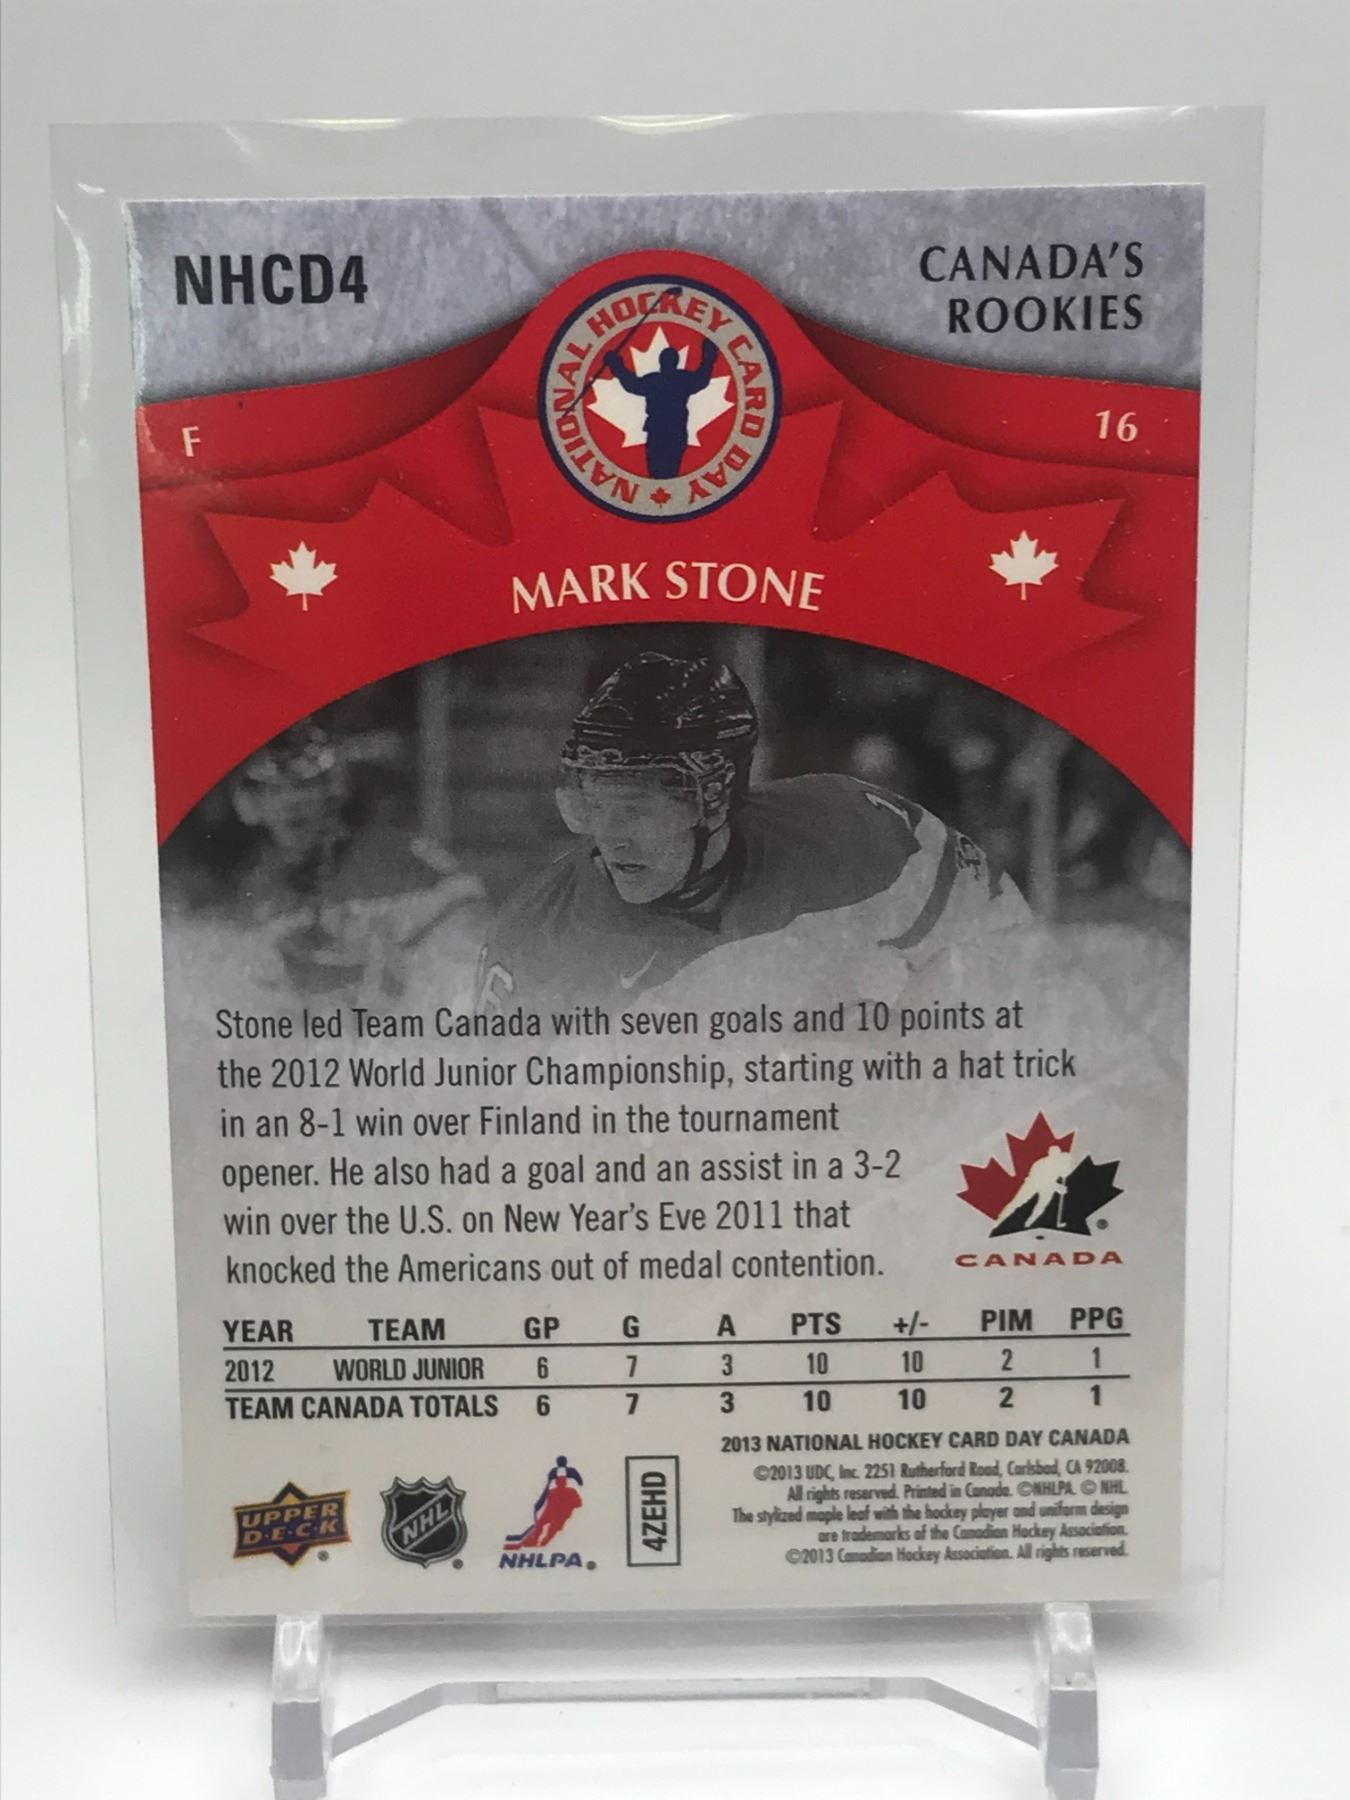 NHCD4
CANADA'S
ROOKIES
NATIONAL HOCKEY CARD DAY
F
16
MARK STONE
Stone led Team Canada with seven goals and 10 points at
the 2012 World Junior Championship, starting with a hat trick
in an 8-1 win over Finland in the tournament
opener. He also had a goal and an assist in a 3-2
win over the U.S. on New Year's Eve 2011 that
knocked the Americans out of medal contention.
CANADA
YEAR TEAM GP G A PTS +/- PIM PPG
2012 WORLD JUNIOR 6 7 3 10 10 2 1
TEAM CANADA TOTALS 6 7 3 10 10 2 1
2013 NATIONAL HOCKEY CARD DAY CANADA
©2013 UDC, Inc. 2251 Rutherford Road, Carlsbad, CA 92008.
All rights reserved. Printed in Canada. ©NHLPA. © NHL.
The stylized maple leaf with the hockey player and uniform design
are trademarks of the Canadian Hockey Association.
©2013 Canadian Hockey Association. All rights reserved.
UPPER
D·E·C·K
NHL
NHLPA
4ZEHD